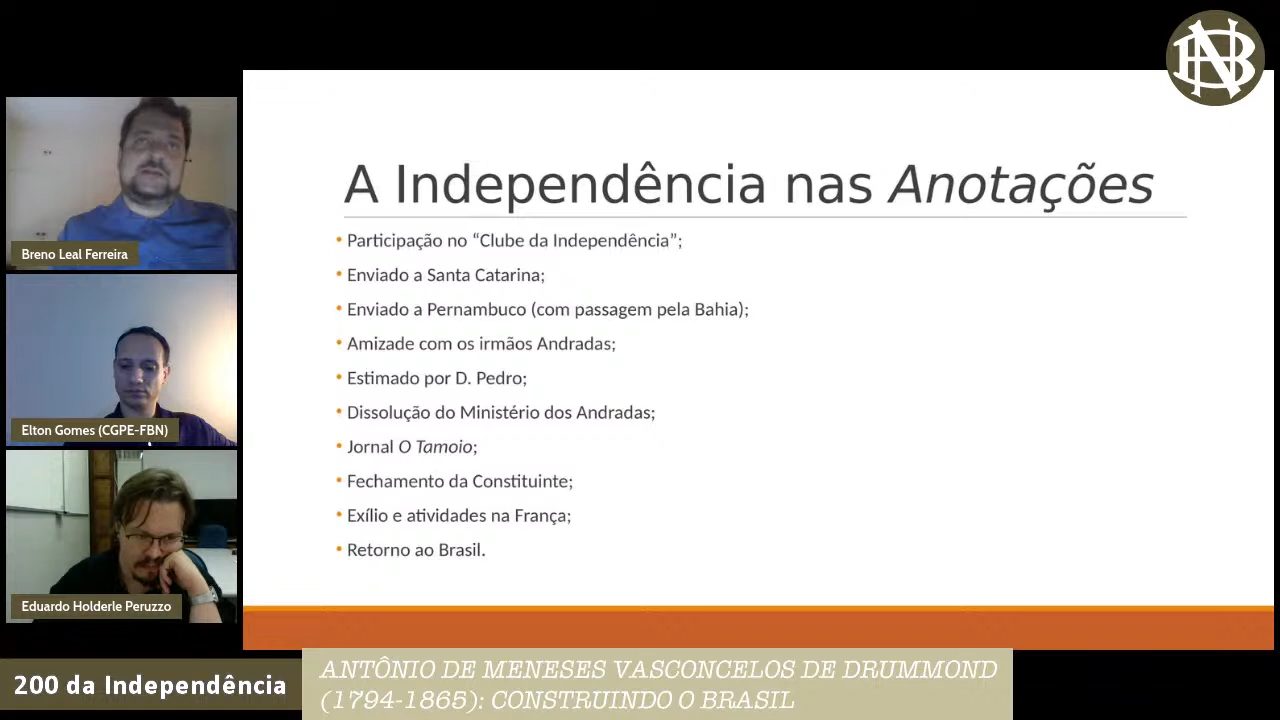 A Independência nas Anotações
• Participação no “Clube da Independência”;
• Enviado a Santa Catarina;
• Enviado a Pernambuco (com passagem pela Bahia);
• Amizade com os irmãos Andradas;
• Estimado por D. Pedro;
• Dissolução do Ministério dos Andradas;
• Jornal O Tamoio;
• Fechamento da Constituinte;
• Exílio e atividades na França;
• Retorno ao Brasil.
Breno Leal Ferreira
Elton Gomes (CGPE-FBN)
Eduardo Holderle Peruzzo
200 da Independência
ANTÔNIO DE MENESES VASCONCELOS DE DRUMMOND
(1794-1865): CONSTRUINDO O BRASIL
BN